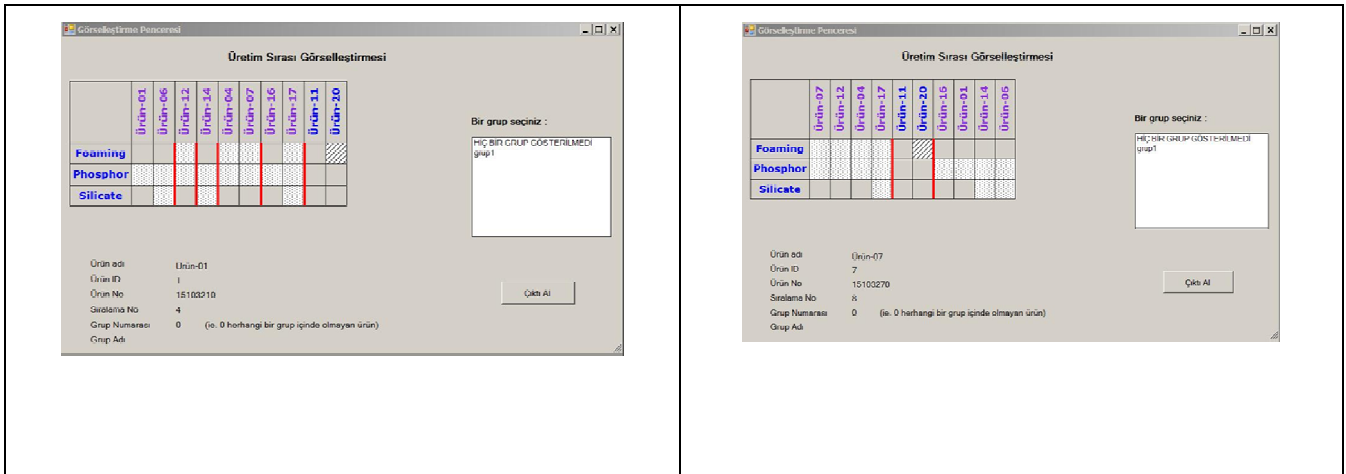 Görselleştirme Penceresi
Üretim Sırası Görselleştirmesi
Ürün-01 Ürün-06 Ürün-12 Ürün-14 Ürün-04 Ürün-07 Ürün-16 Ürün-17 Ürün-11 Ürün-20
Foaming
Phosphor
Silicate
Bir grup seçiniz :
HİÇ BİR GRUP GÖSTERİLMEDİ
grup1
Ürün adı Ürün-01
Ürün ID 1
Ürün No 15103210
Sıralama No 4
Grup Numarası 0 (ie. 0 herhangi bir grup içinde olmayan ürün)
Grup Adı
Çıktı Al
Görselleştirme Penceresi
Üretim Sırası Görselleştirmesi
Ürün-07 Ürün-12 Ürün-04 Ürün-17 Ürün-11 Ürün-20 Ürün-16 Ürün-01 Ürün-14 Ürün-06
Foaming
Phosphor
Silicate
Bir grup seçiniz :
HİÇ BİR GRUP GÖSTERİLMEDİ
grup1
Ürün adı Ürün-07
Ürün ID 7
Ürün No 15103270
Sıralama No 8
Grup Numarası 0 (ie. 0 herhangi bir grup içinde olmayan ürün)
Grup Adı
Çıktı Al